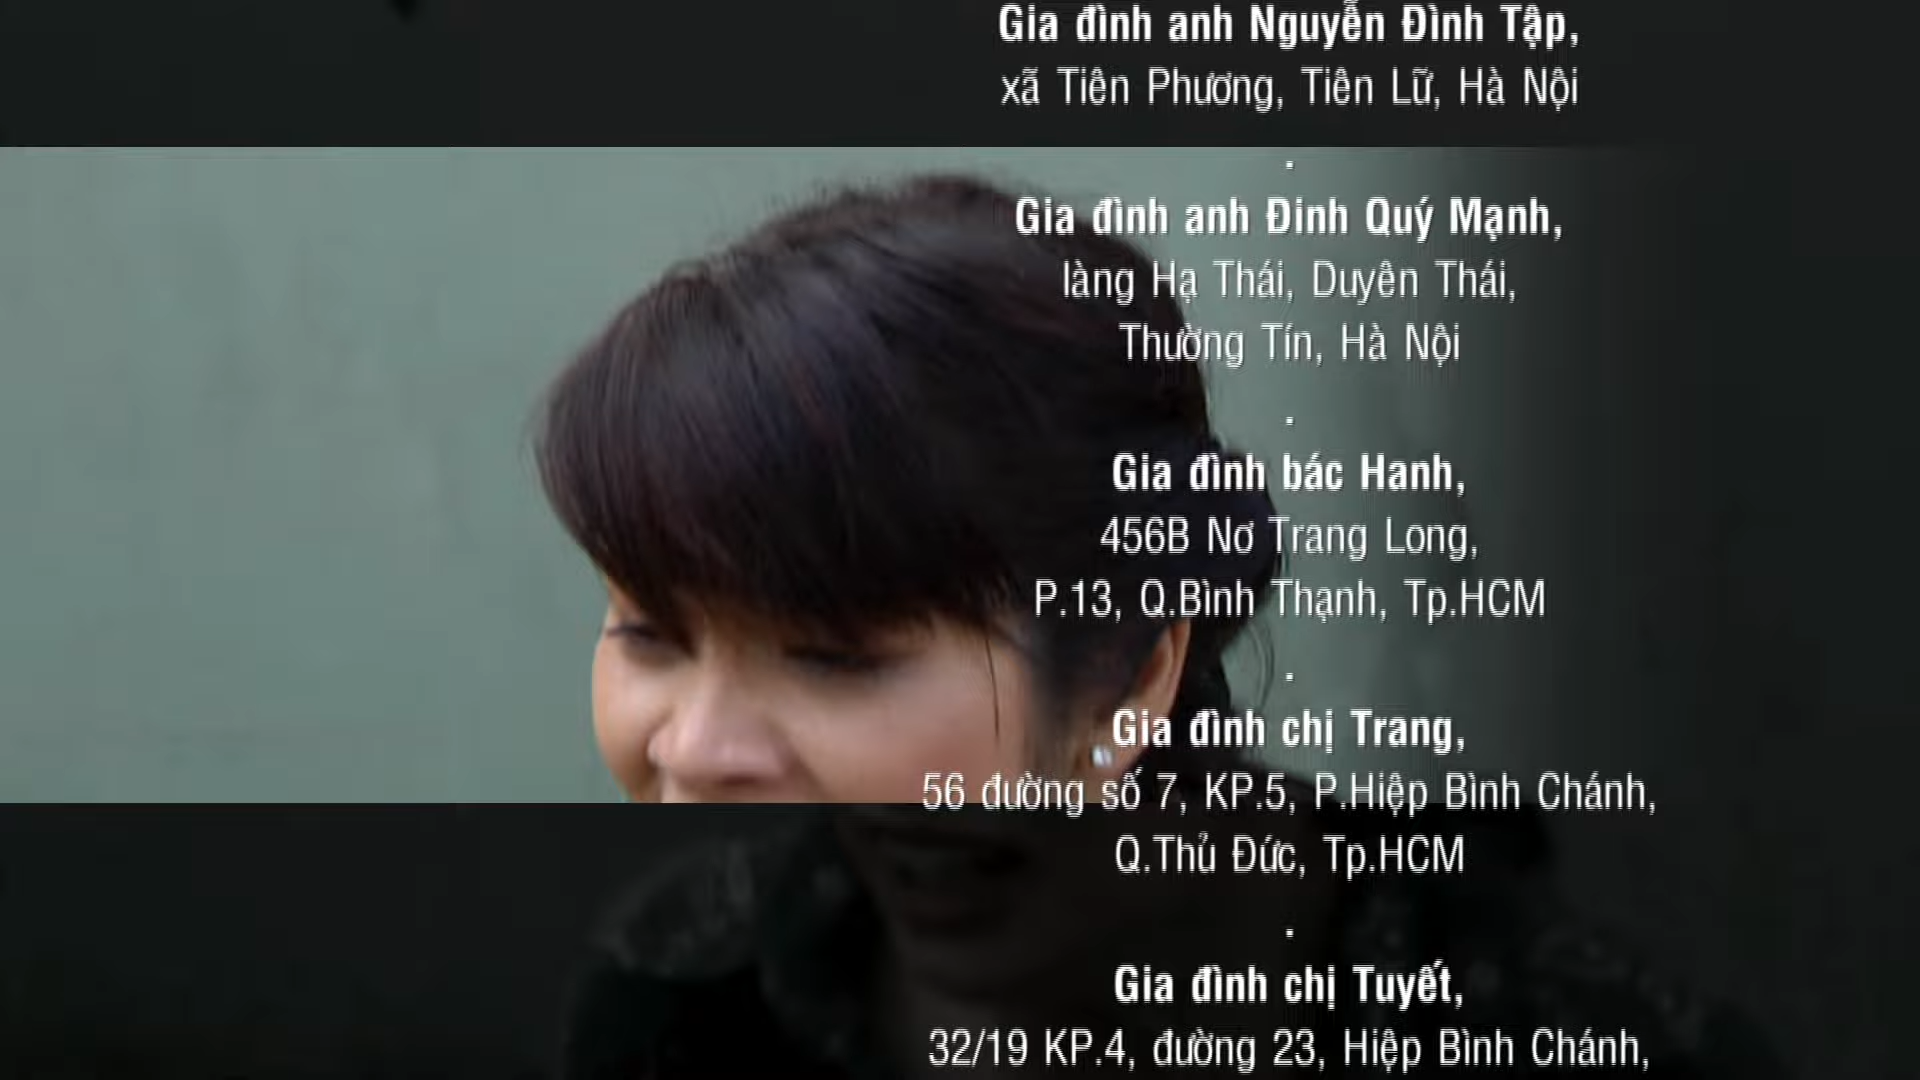 Gia đình anh Nguyễn Đình Tập,
xã Tiên Phương, Tiên Lữ, Hà Nội
.
Gia đình anh Đinh Quý Mạnh,
làng Hạ Thái, Duyên Thái,
Thường Tín, Hà Nội
.
Gia đình bác Hanh,
456B Nơ Trang Long,
P.13, Q.Bình Thạnh, Tp.HCM
.
Gia đình chị Trang,
56 đường số 7, KP.5, P.Hiệp Bình Chánh,
Q.Thủ Đức, Tp.HCM
.
Gia đình chị Tuyết,
32/19 KP.4, đường 23, Hiệp Bình Chánh,